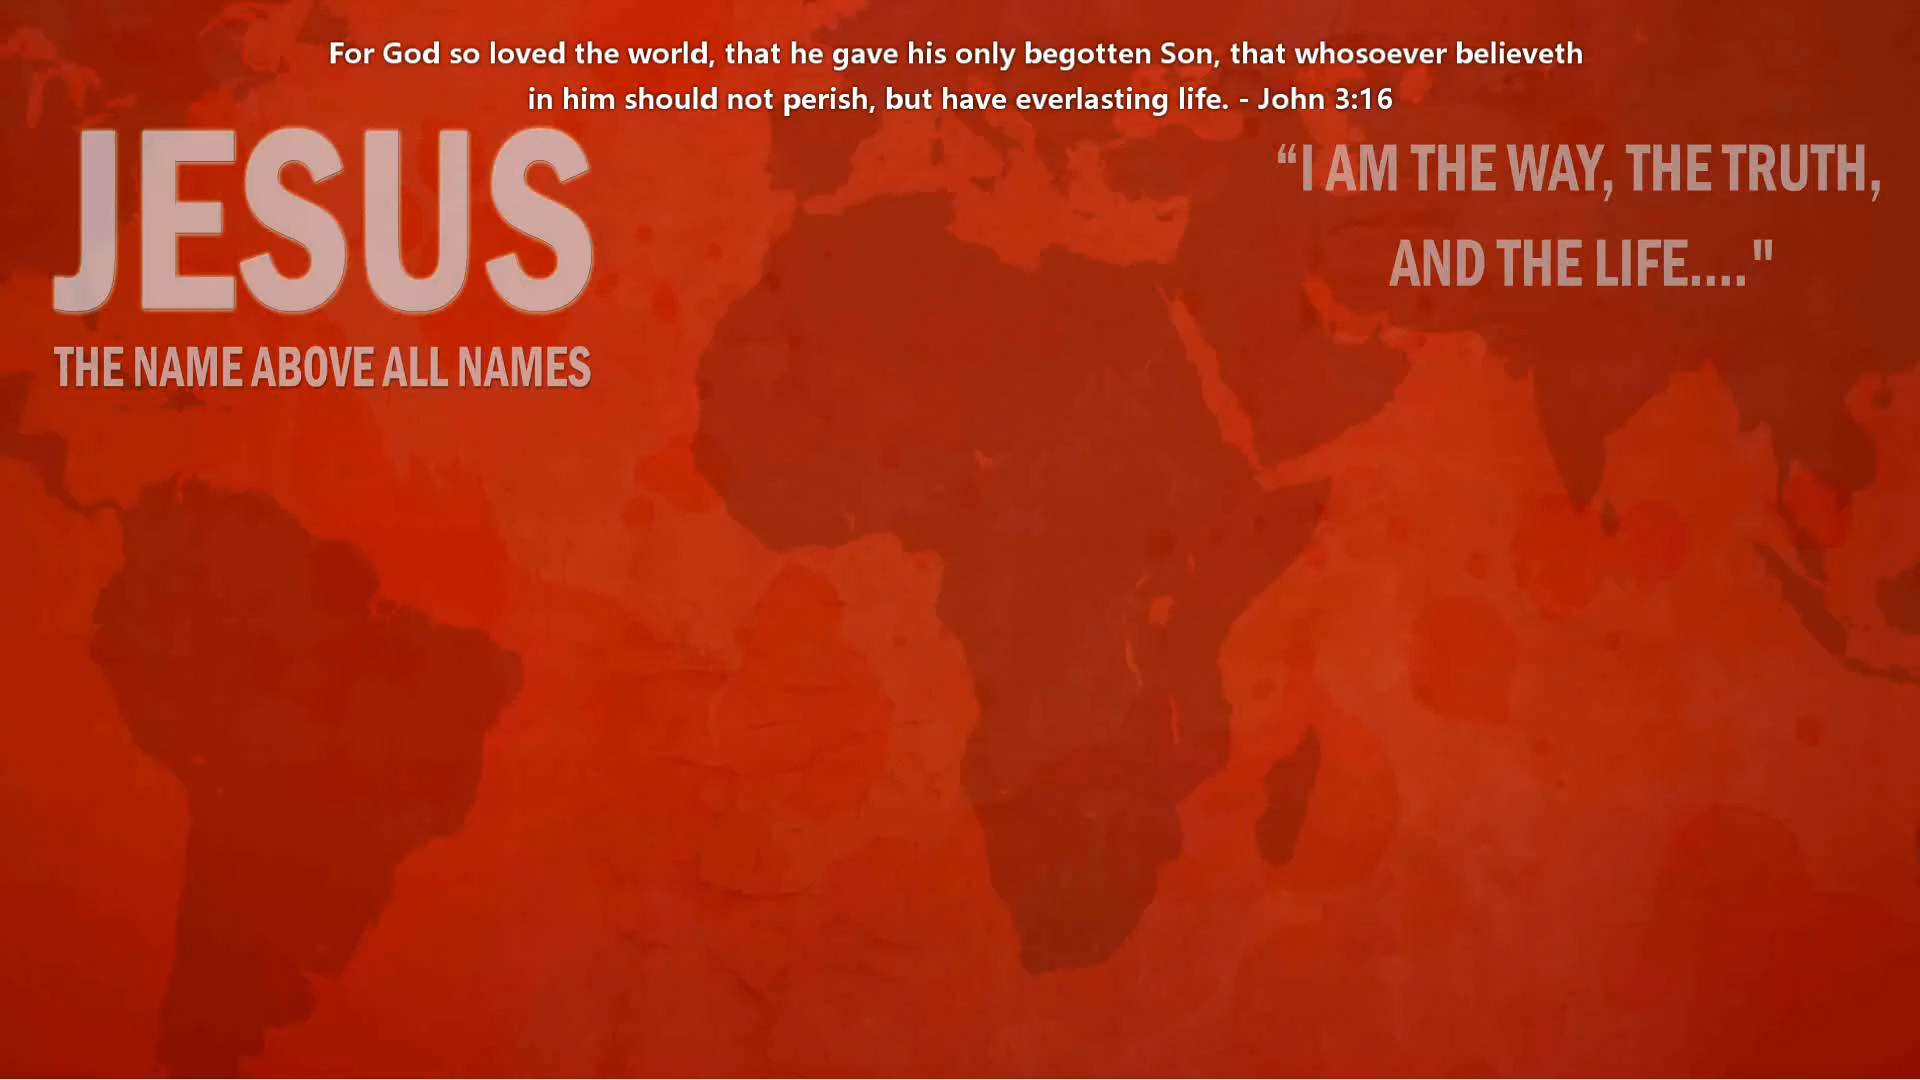 For God so loved the world, that he gave his only begotten Son, that whosoever believeth
in him should not perish, but have everlasting life. - John 3:16
JESUS
THE NAME ABOVE ALL NAMES
“I AM THE WAY, THE TRUTH,
AND THE LIFE...."